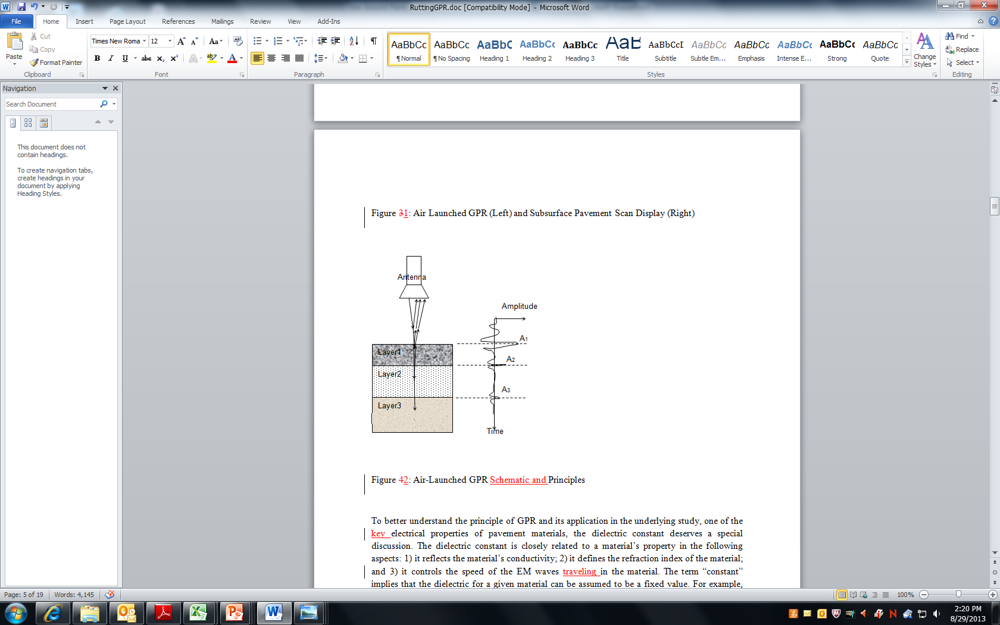 RuttingGPR.doc [Compatibility Mode] - Microsoft Word
File Home Insert Page Layout References Mailings Review View Add-Ins
Paste
Cut
Copy
Format Painter
Clipboard
Times New Roma 12
Font
Paragraph
AaBbCc AaBbCc AaBbC AaBbCc AaBbCc AaB AaBbCcI AaBbCc AaBbCc AaBbCc AaBbCc AaBbCc
¶ Normal ¶ No Spacing Heading 1 Heading 2 Heading 3 Title Subtitle Subtle Em... Emphasis Intense E... Strong Quote
Change Styles
Styles
Find
Replace
Select
Editing
Navigation
Search Document
This document does not
contain headings.
To create navigation tabs,
create headings in your
document by applying
Heading Styles.
Figure 31: Air Launched GPR (Left) and Subsurface Pavement Scan Display (Right)
Antenna
Amplitude
A1
Layer1
A2
Layer2
A3
Layer3
Time
Figure 42: Air-Launched GPR Schematic and Principles
To better understand the principle of GPR and its application in the underlying study, one of the
key electrical properties of pavement materials, the dielectric constant deserves a special
discussion. The dielectric constant is closely related to a material’s property in the following
aspects: 1) it reflects the material’s conductivity; 2) it defines the refraction index of the material;
and 3) it controls the speed of the EM waves traveling in the material. The term “constant”
implies that the dielectric for a given material can be assumed to be a fixed value. For example,
Page: 5 of 19 Words: 4,145 100%
2:20 PM
8/29/2013